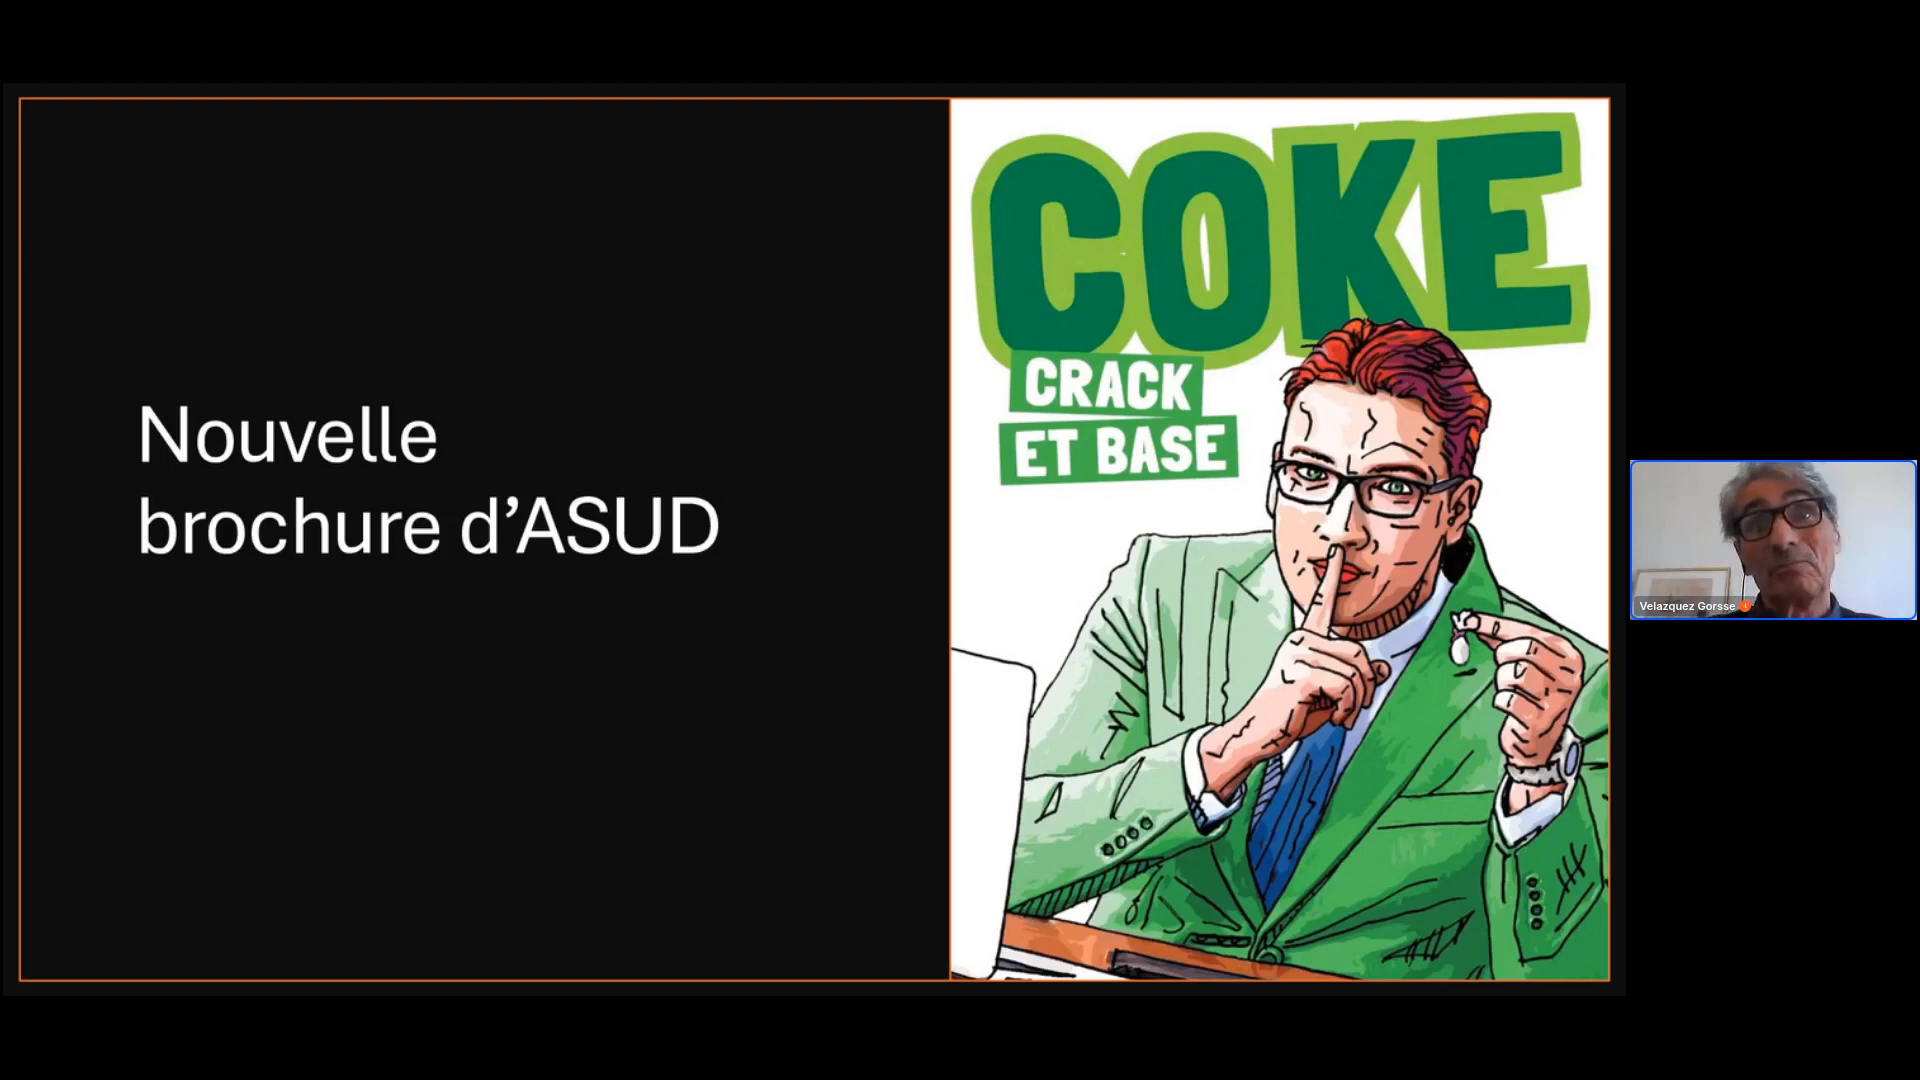 Nouvelle
brochure d’ASUD
COKE
CRACK
ET BASE
Velazquez Gorsse